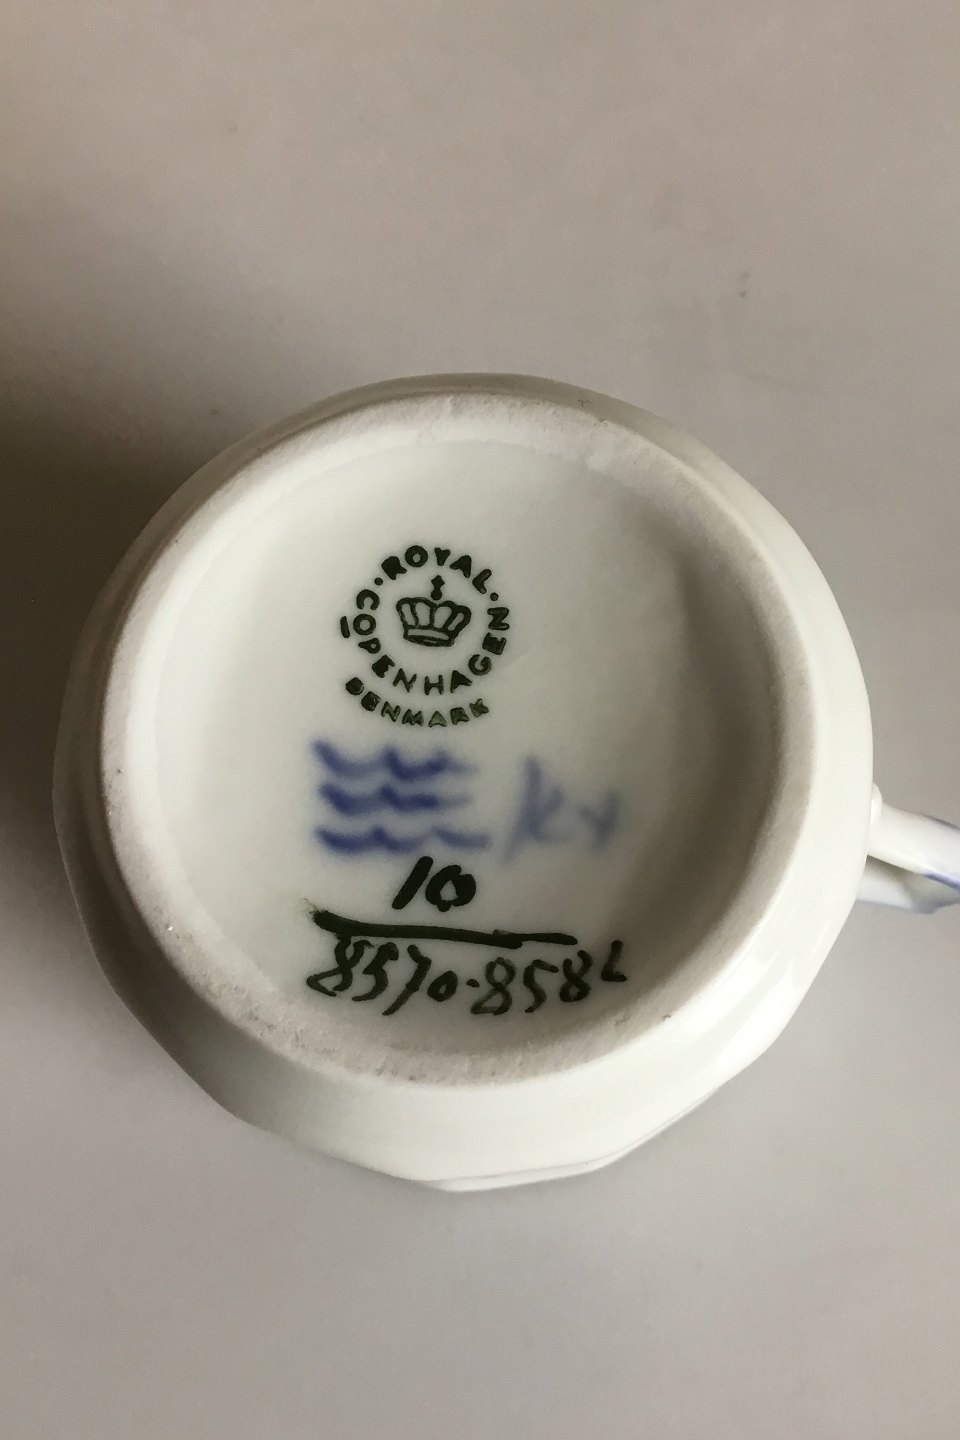 ROYAL
COPENHAGEN
DENMARK
10
8570.8582